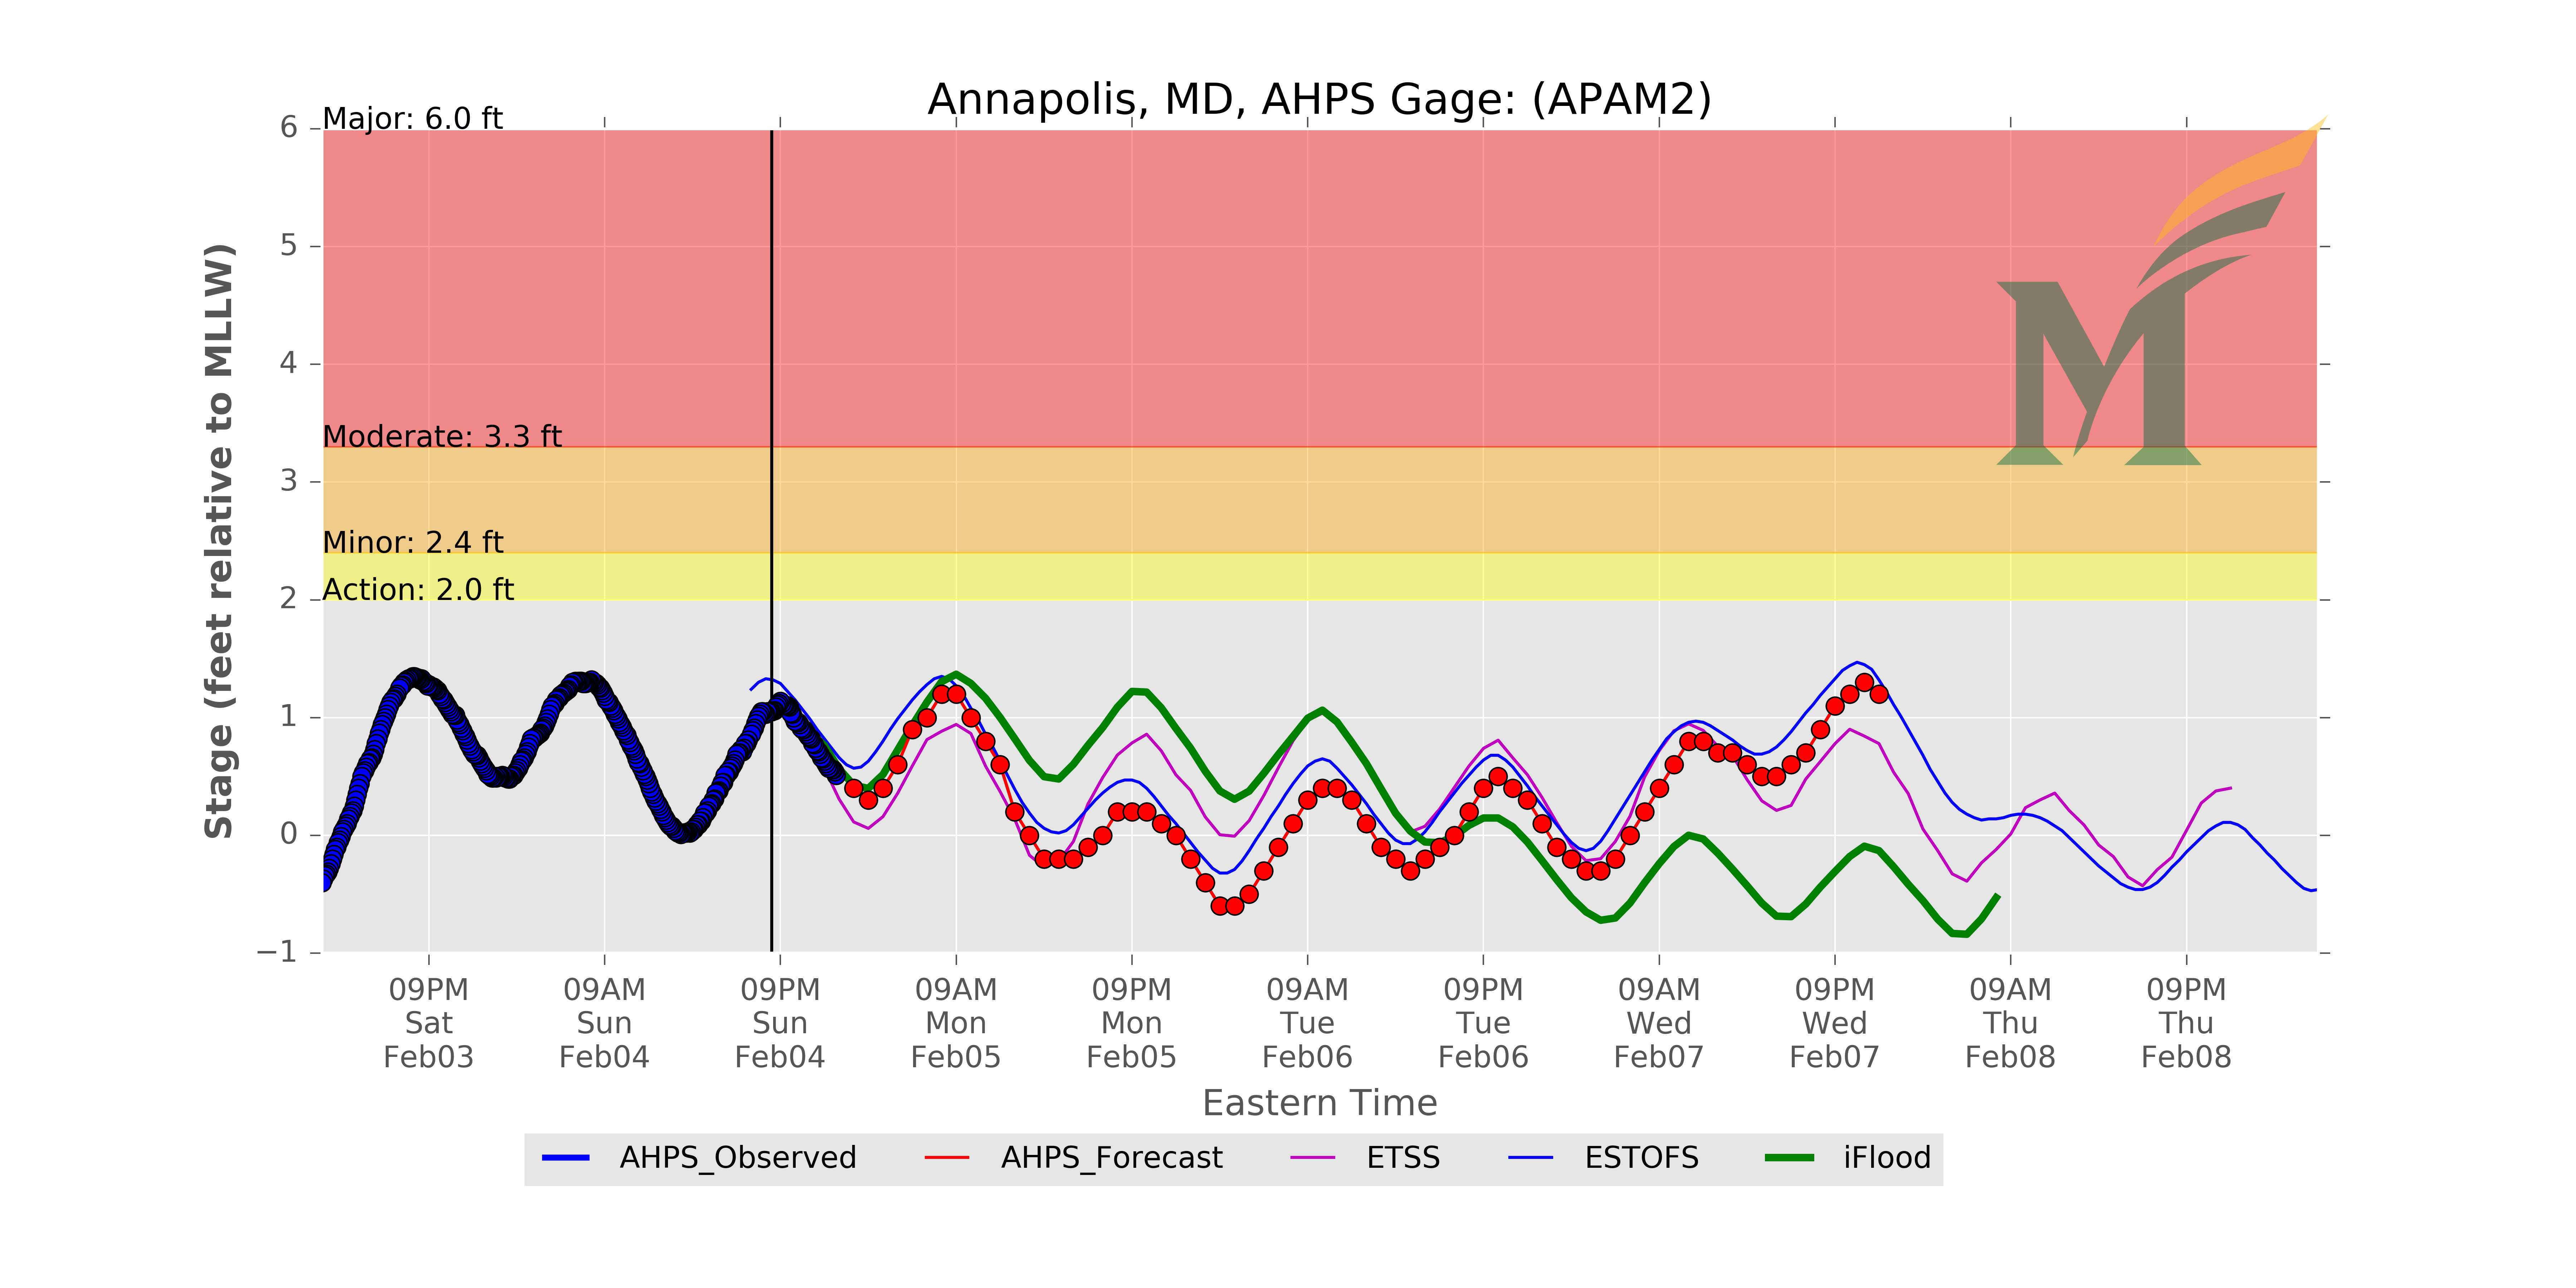 Annapolis, MD, AHPS Gage: (APAM2)
Major: 6.0 ft
Moderate: 3.3 ft
Minor: 2.4 ft
Action: 2.0 ft
Stage (feet relative to MLLW)
6
5
4
3
2
1
0
−1
09PM 09AM 09PM 09AM 09PM 09AM 09PM 09AM 09PM 09AM 09PM
Sat Sun Sun Mon Mon Tue Tue Wed Wed Thu Thu
Feb03 Feb04 Feb04 Feb05 Feb05 Feb06 Feb06 Feb07 Feb07 Feb08 Feb08
Eastern Time
AHPS_Observed AHPS_Forecast ETSS ESTOFS iFlood
M